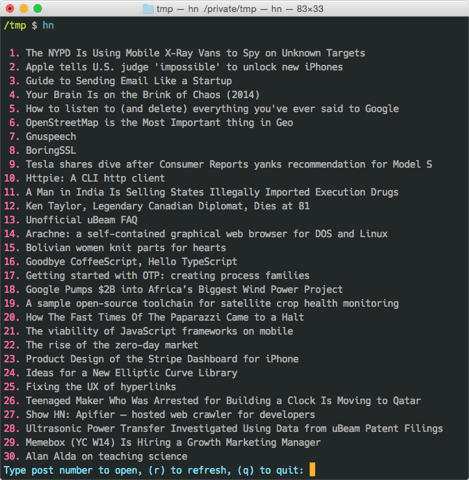 tmp — hn /private/tmp — hn — 83×33
/tmp $ hn
1. The NYPD Is Using Mobile X-Ray Vans to Spy on Unknown Targets
2. Apple tells U.S. judge 'impossible' to unlock new iPhones
3. Guide to Sending Email Like a Startup
4. Your Brain Is on the Brink of Chaos (2014)
5. How to listen to (and delete) everything you've ever said to Google
6. OpenStreetMap is the Most Important thing in Geo
7. Gnuspeech
8. BoringSSL
9. Tesla shares dive after Consumer Reports yanks recommendation for Model S
10. Httpie: A CLI http client
11. A Man in India Is Selling States Illegally Imported Execution Drugs
12. Ken Taylor, Legendary Canadian Diplomat, Dies at 81
13. Unofficial uBeam FAQ
14. Arachne: a self-contained graphical web browser for DOS and Linux
15. Bolivian women knit parts for hearts
16. Goodbye CoffeeScript, Hello TypeScript
17. Getting started with OTP: creating process families
18. Google Pumps $2B into Africa’s Biggest Wind Power Project
19. A sample open-source toolchain for satellite crop health monitoring
20. How The Fast Times Of The Paparazzi Came to a Halt
21. The viability of JavaScript frameworks on mobile
22. The rise of the zero-day market
23. Product Design of the Stripe Dashboard for iPhone
24. Ideas for a New Elliptic Curve Library
25. Fixing the UX of hyperlinks
26. Teenaged Maker Who Was Arrested for Building a Clock Is Moving to Qatar
27. Show HN: Apifier – hosted web crawler for developers
28. Ultrasonic Power Transfer Investigated Using Data from uBeam Patent Filings
29. Memebox (YC W14) Is Hiring a Growth Marketing Manager
30. Alan Alda on teaching science
Type post number to open, (r) to refresh, (q) to quit: